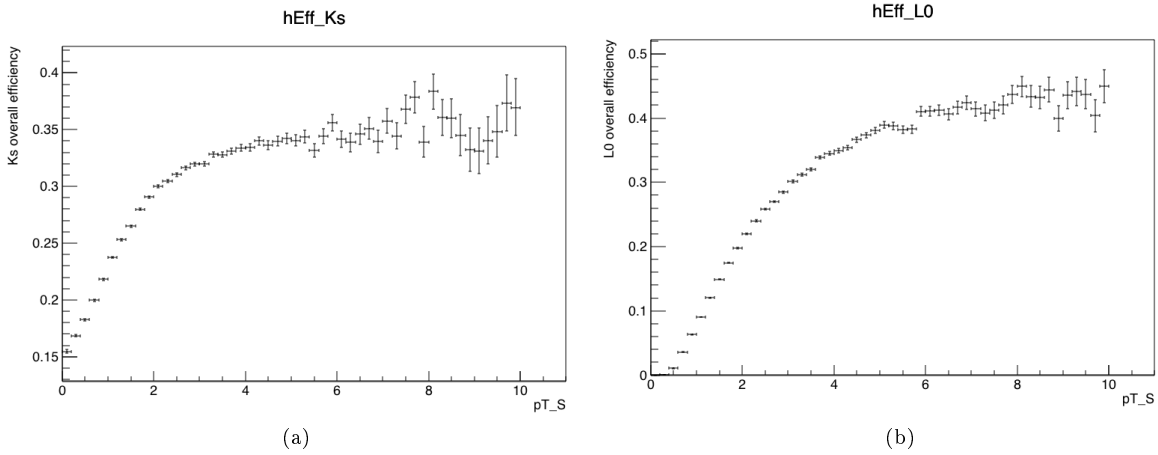 hEff_Ks
Ks overall efficiency
0.4
0.35
0.3
0.25
0.2
0.15
0 2 4 6 8 10
pT_S
(a)
hEff_L0
L0 overall efficiency
0.5
0.4
0.3
0.2
0.1
0
0 2 4 6 8 10
pT_S
(b)